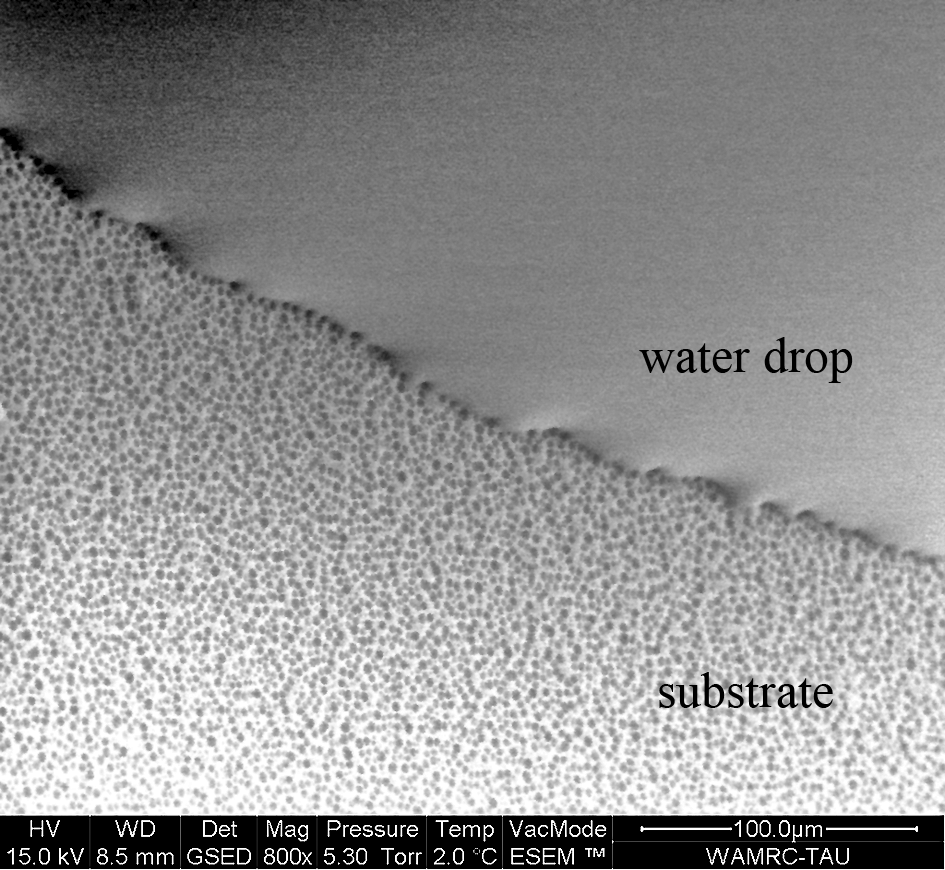 water drop
substrate
HV WD Det Mag Pressure Temp VacMode 100.0µm
15.0 kV 8.5 mm GSED 800x 5.30 Torr 2.0 °C ESEM ™ WAMRC-TAU